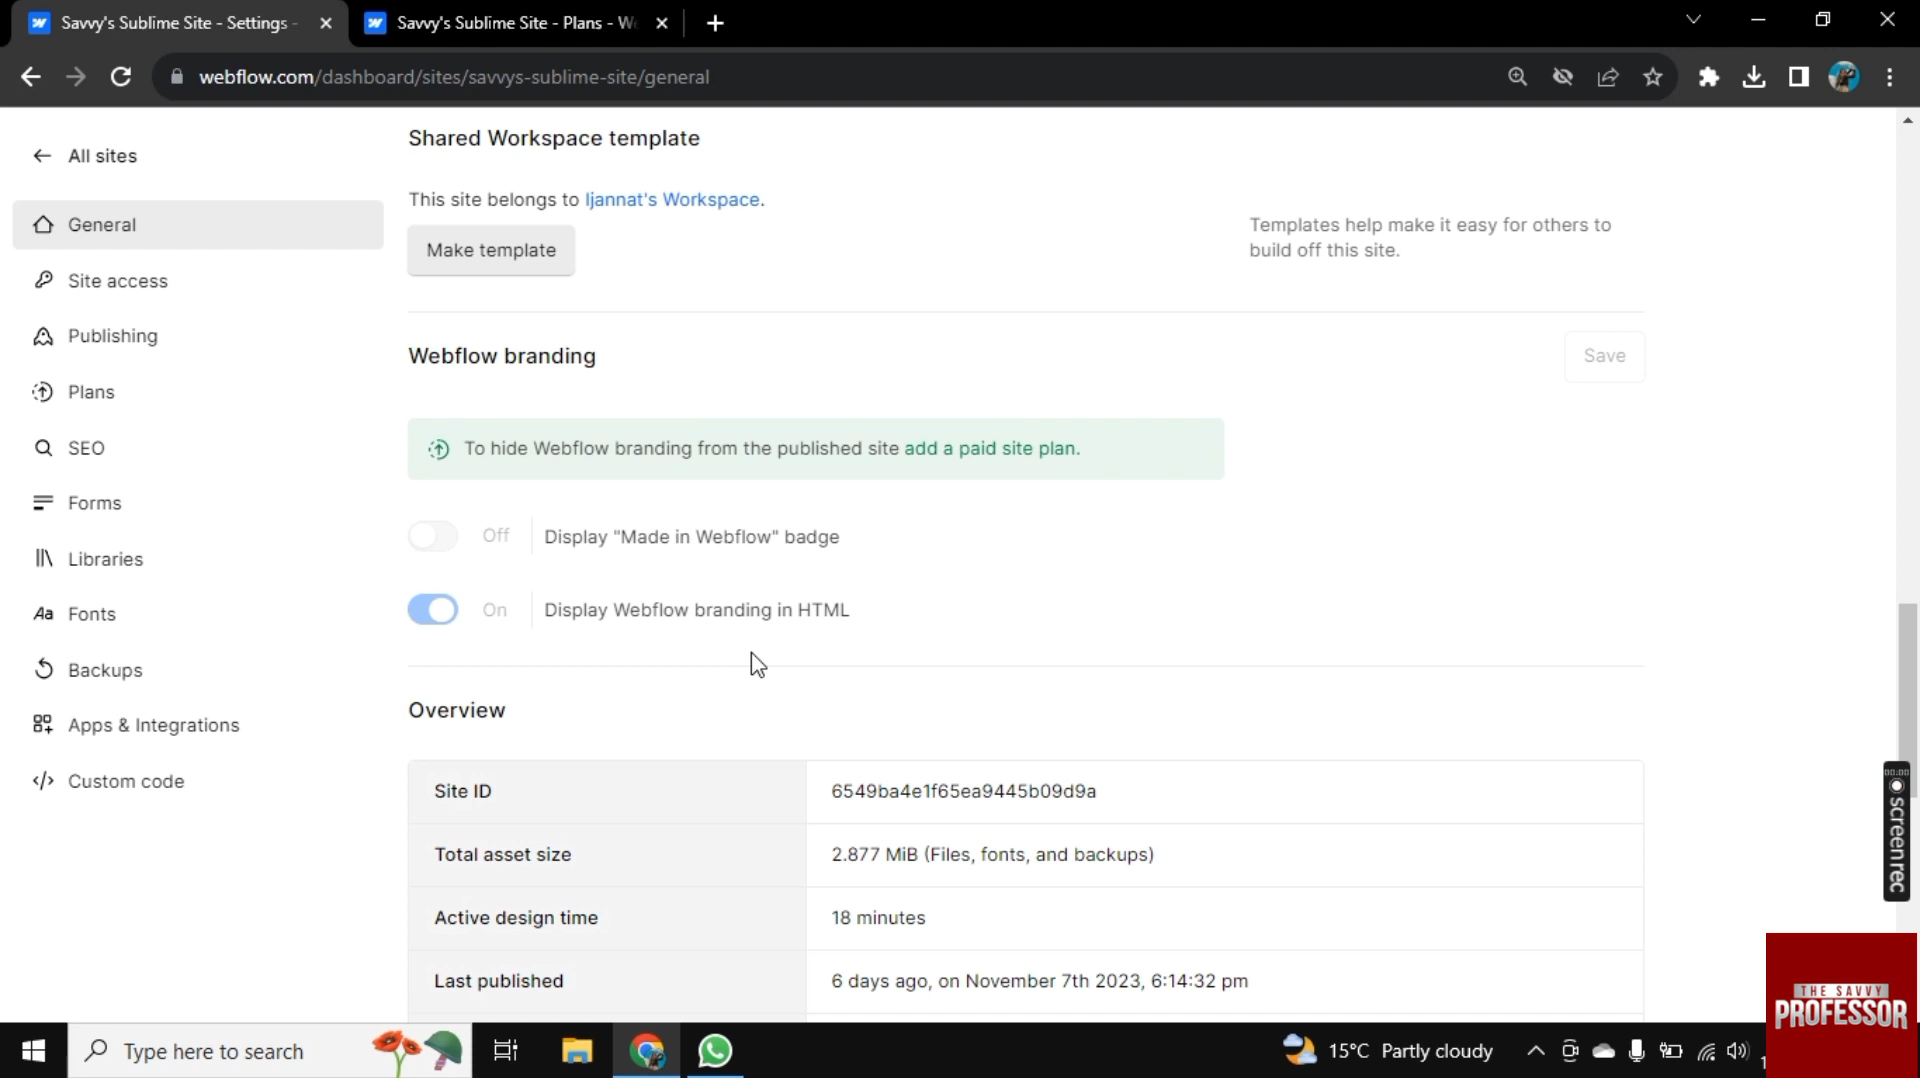 Savvy's Sublime Site - Settings -
Savvy's Sublime Site - Plans - We
webflow.com/dashboard/sites/savvys-sublime-site/general
All sites
General
Site access
Publishing
Plans
SEO
Forms
Libraries
Aa Fonts
Backups
Apps & Integrations
</> Custom code
Shared Workspace template
This site belongs to Ijannat's Workspace.
Make template
Templates help make it easy for others to
build off this site.
Webflow branding
Save
To hide Webflow branding from the published site add a paid site plan.
Off Display "Made in Webflow" badge
On Display Webflow branding in HTML
Overview
Site ID 6549ba4e1f65ea9445b09d9a
Total asset size 2.877 MiB (Files, fonts, and backups)
Active design time 18 minutes
Last published 6 days ago, on November 7th 2023, 6:14:32 pm
00:00
screenrec
THE SAVVY
PROFESSOR
Type here to search
15°C Partly cloudy